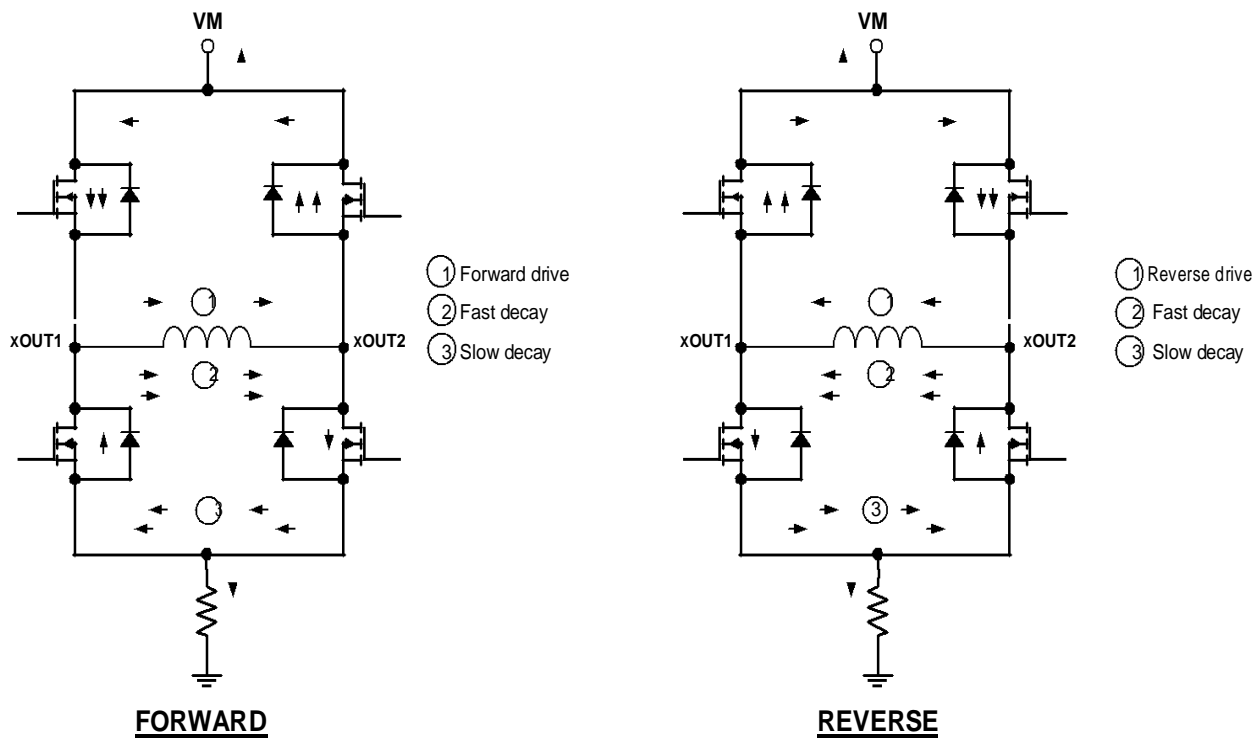 VM
1
1 Forward drive
2 Fast decay
3 Slow decay
xOUT1
xOUT2
2
3
FORWARD
VM
1
1 Reverse drive
2 Fast decay
3 Slow decay
xOUT1
xOUT2
2
3
REVERSE